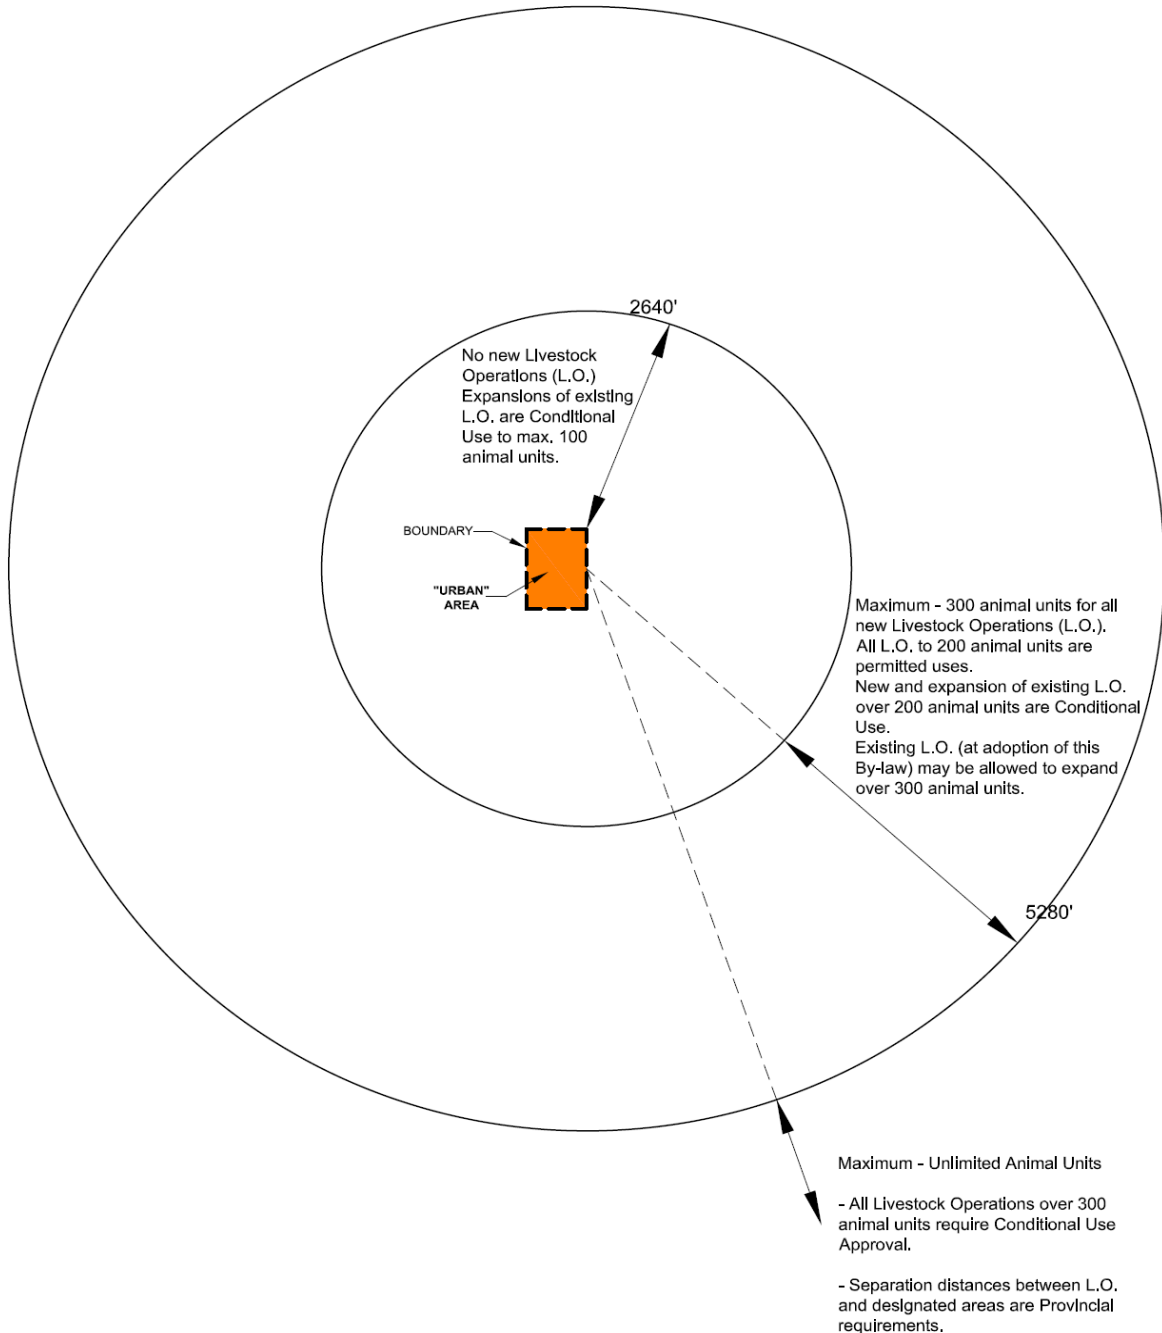 2640'
No new Livestock
Operations (L.O.)
Expansions of existing
L.O. are Conditional
Use to max. 100
animal units.
BOUNDARY
"URBAN"
AREA
Maximum - 300 animal units for all
new Livestock Operations (L.O.).
All L.O. to 200 animal units are
permitted uses.
New and expansion of existing L.O.
over 200 animal units are Conditional
Use.
Existing L.O. (at adoption of this
By-law) may be allowed to expand
over 300 animal units.
5280'
Maximum - Unlimited Animal Units
- All Livestock Operations over 300
animal units require Conditional Use
Approval.
- Separation distances between L.O.
and designated areas are Provincial
requirements.